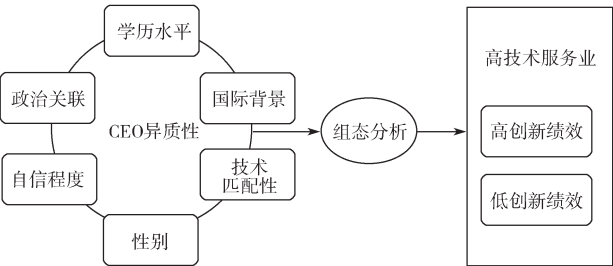 学历水平
政治关联
国际背景
CEO异质性
自信程度
技术
匹配性
性别
组态分析
高技术服务业
高创新绩效
低创新绩效